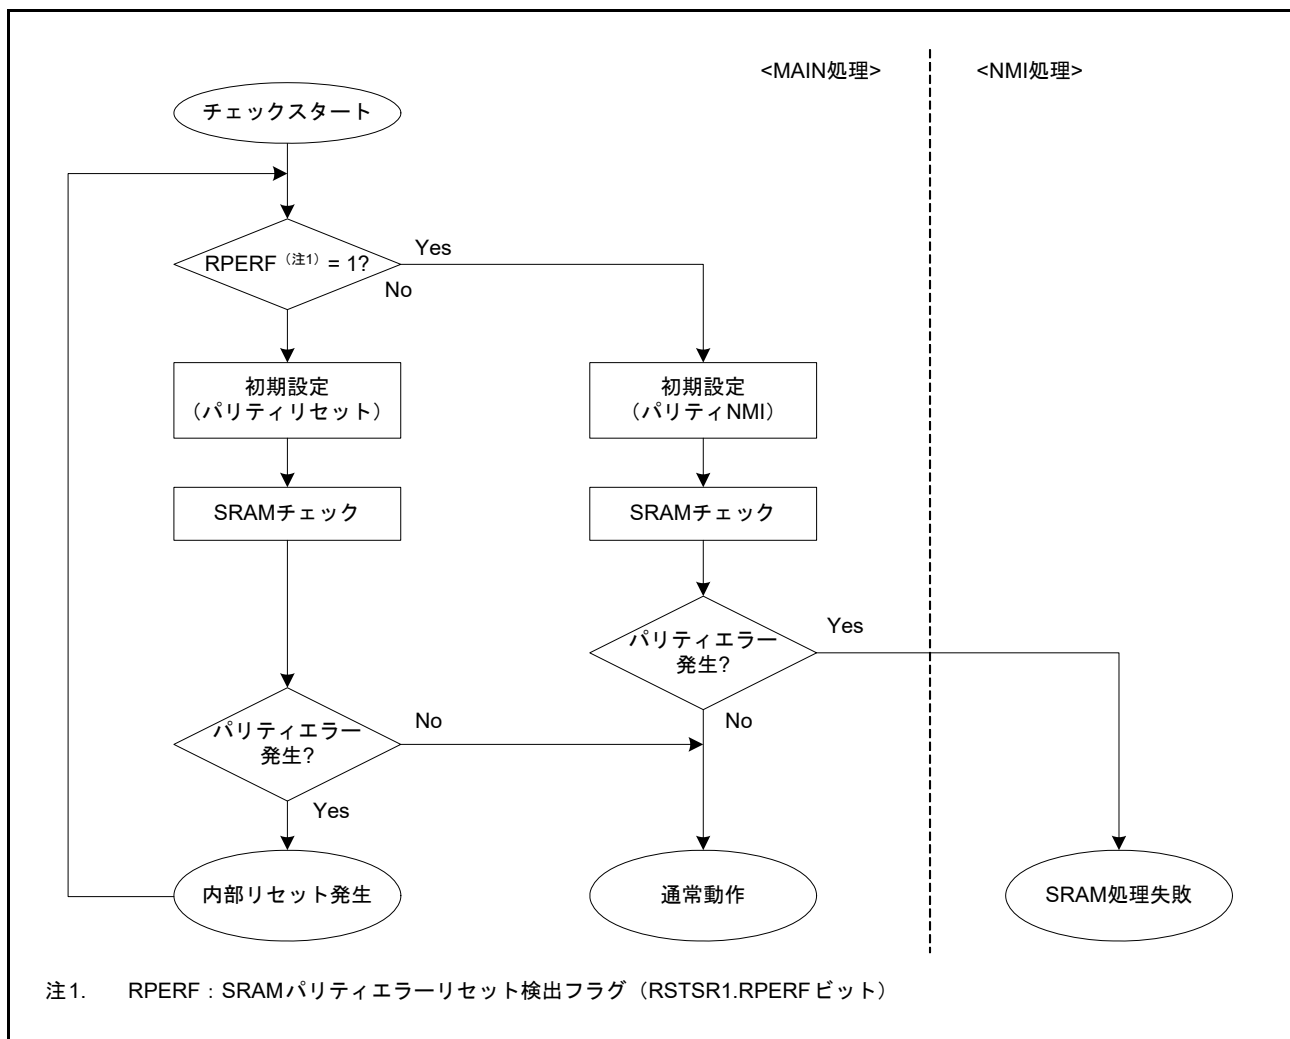 <MAIN処理>
<NMI処理>
チェックスタート
RPERF（注1）= 1?
Yes
No
初期設定
（パリティリセット）
初期設定
（パリティNMI）
SRAMチェック
SRAMチェック
パリティエラー
発生?
Yes
No
パリティエラー
発生?
No
Yes
内部リセット発生
通常動作
SRAM処理失敗
注1. RPERF：SRAMパリティエラーリセット検出フラグ（RSTSR1.RPERFビット）